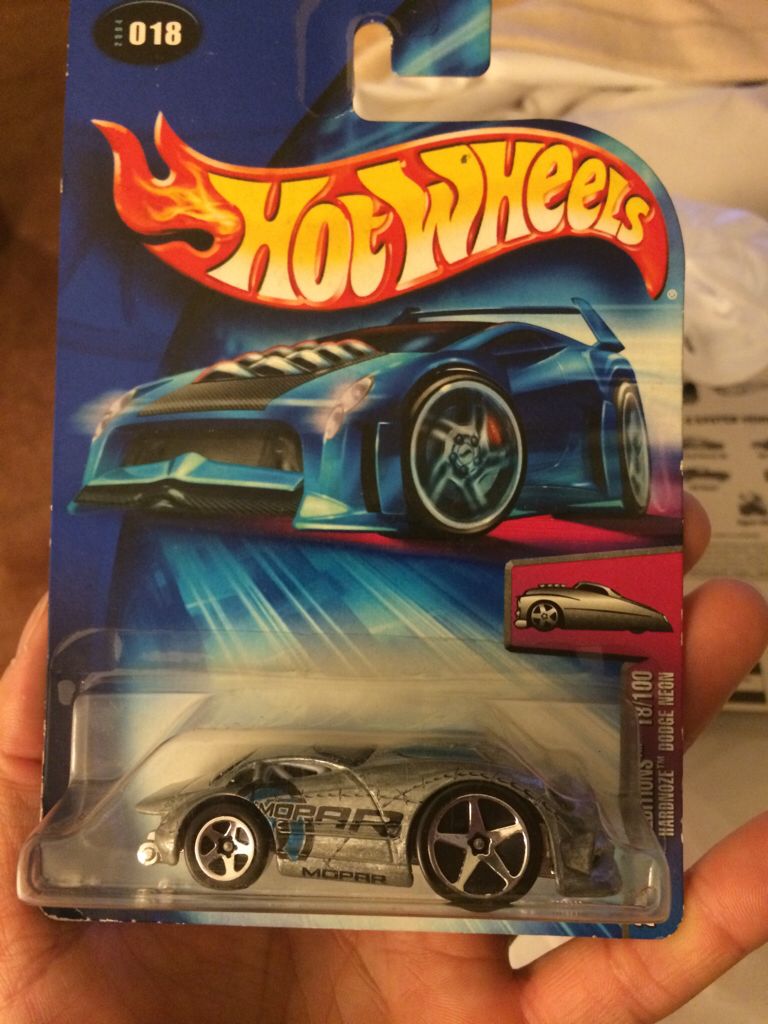 2004 018
HOT WHEELS®
18/100
HARDNOZE™ DODGE NEON
MOPAR
MOPAR